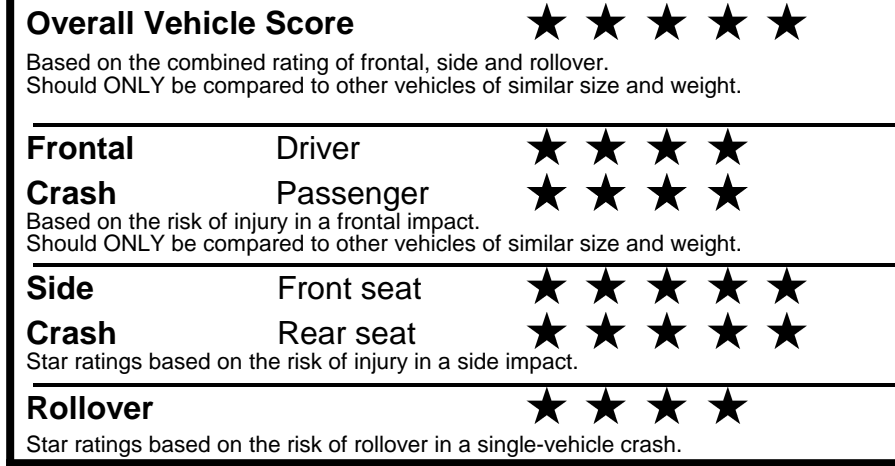 Overall Vehicle Score ★ ★ ★ ★ ★
Based on the combined rating of frontal, side and rollover.
Should ONLY be compared to other vehicles of similar size and weight.
Frontal Driver ★ ★ ★ ★
Crash Passenger ★ ★ ★ ★
Based on the risk of injury in a frontal impact.
Should ONLY be compared to other vehicles of similar size and weight.
Side Front seat ★ ★ ★ ★ ★
Crash Rear seat ★ ★ ★ ★ ★
Star ratings based on the risk of injury in a side impact.
Rollover ★ ★ ★ ★
Star ratings based on the risk of rollover in a single-vehicle crash.